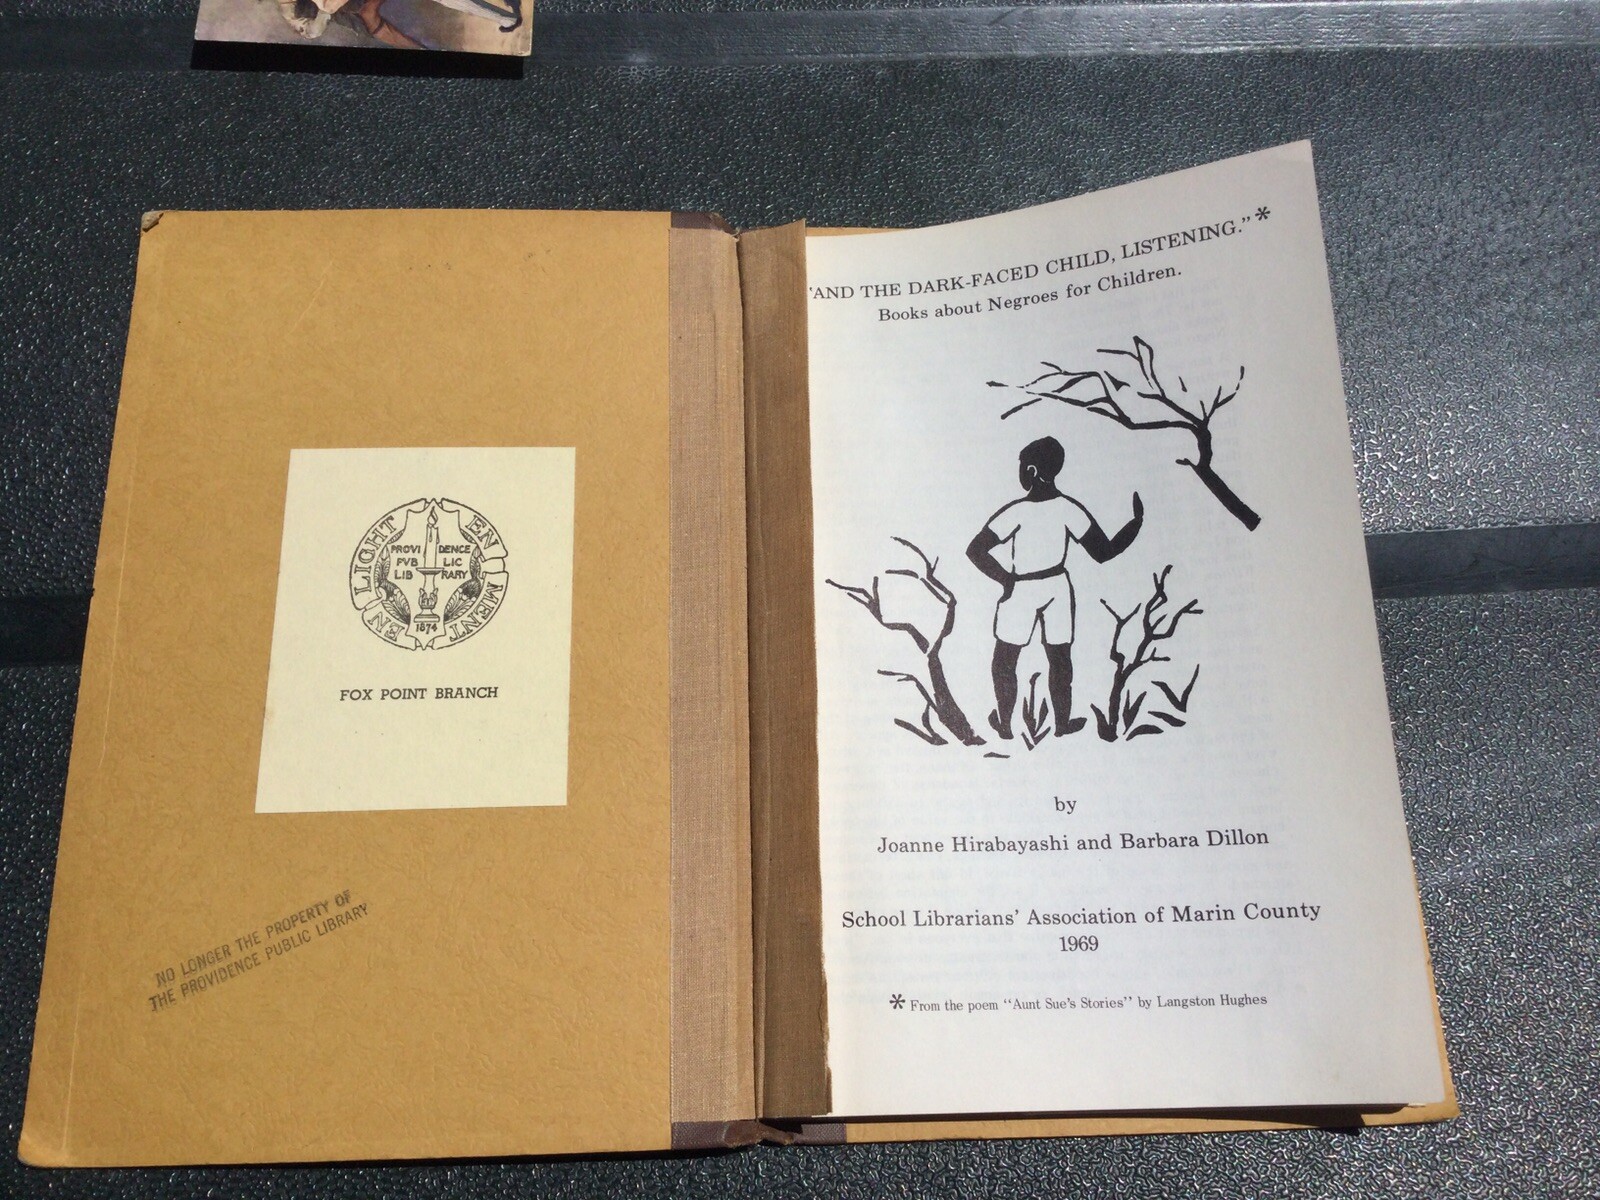 EN LIGHT EN MENT
PROVI DENCE
PVB LIC
LIB RARY
1874
FOX POINT BRANCH
NO LONGER THE PROPERTY OF
THE PROVIDENCE PUBLIC LIBRARY
"AND THE DARK-FACED CHILD, LISTENING."*
Books about Negroes for Children.
by
Joanne Hirabayashi and Barbara Dillon
School Librarians' Association of Marin County
1969
* From the poem "Aunt Sue's Stories" by Langston Hughes